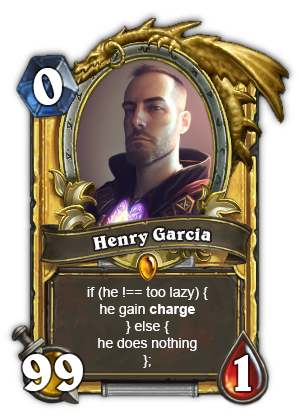 0
Henry Garcia
if (he !== too lazy) {
he gain charge
} else {
he does nothing
};
99
1